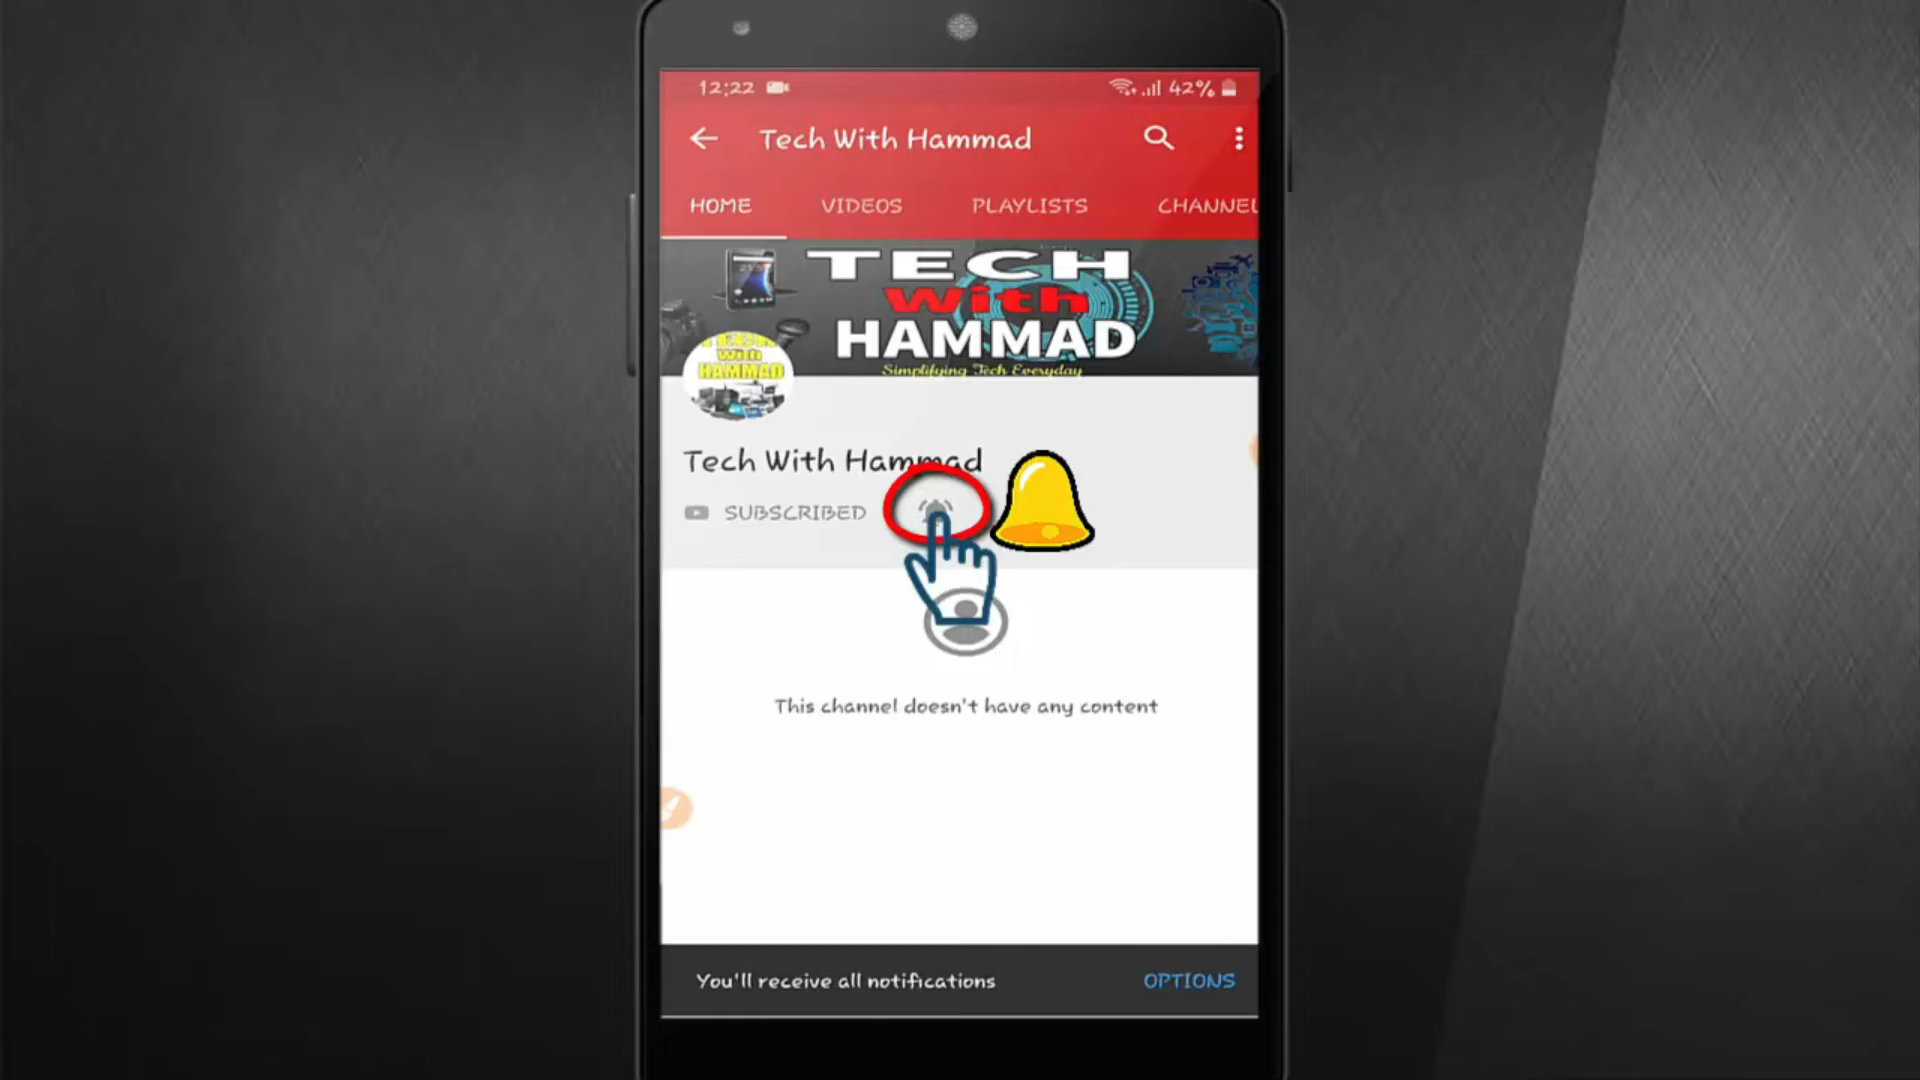 12:22 42%
Tech With Hammad
HOME VIDEOS PLAYLISTS CHANNEL
TECH
With
HAMMAD
Simplifying Tech Everyday
TECH
With
HAMMAD
Tech With Hammad
SUBSCRIBED
This channel doesn't have any content
You'll receive all notifications OPTIONS